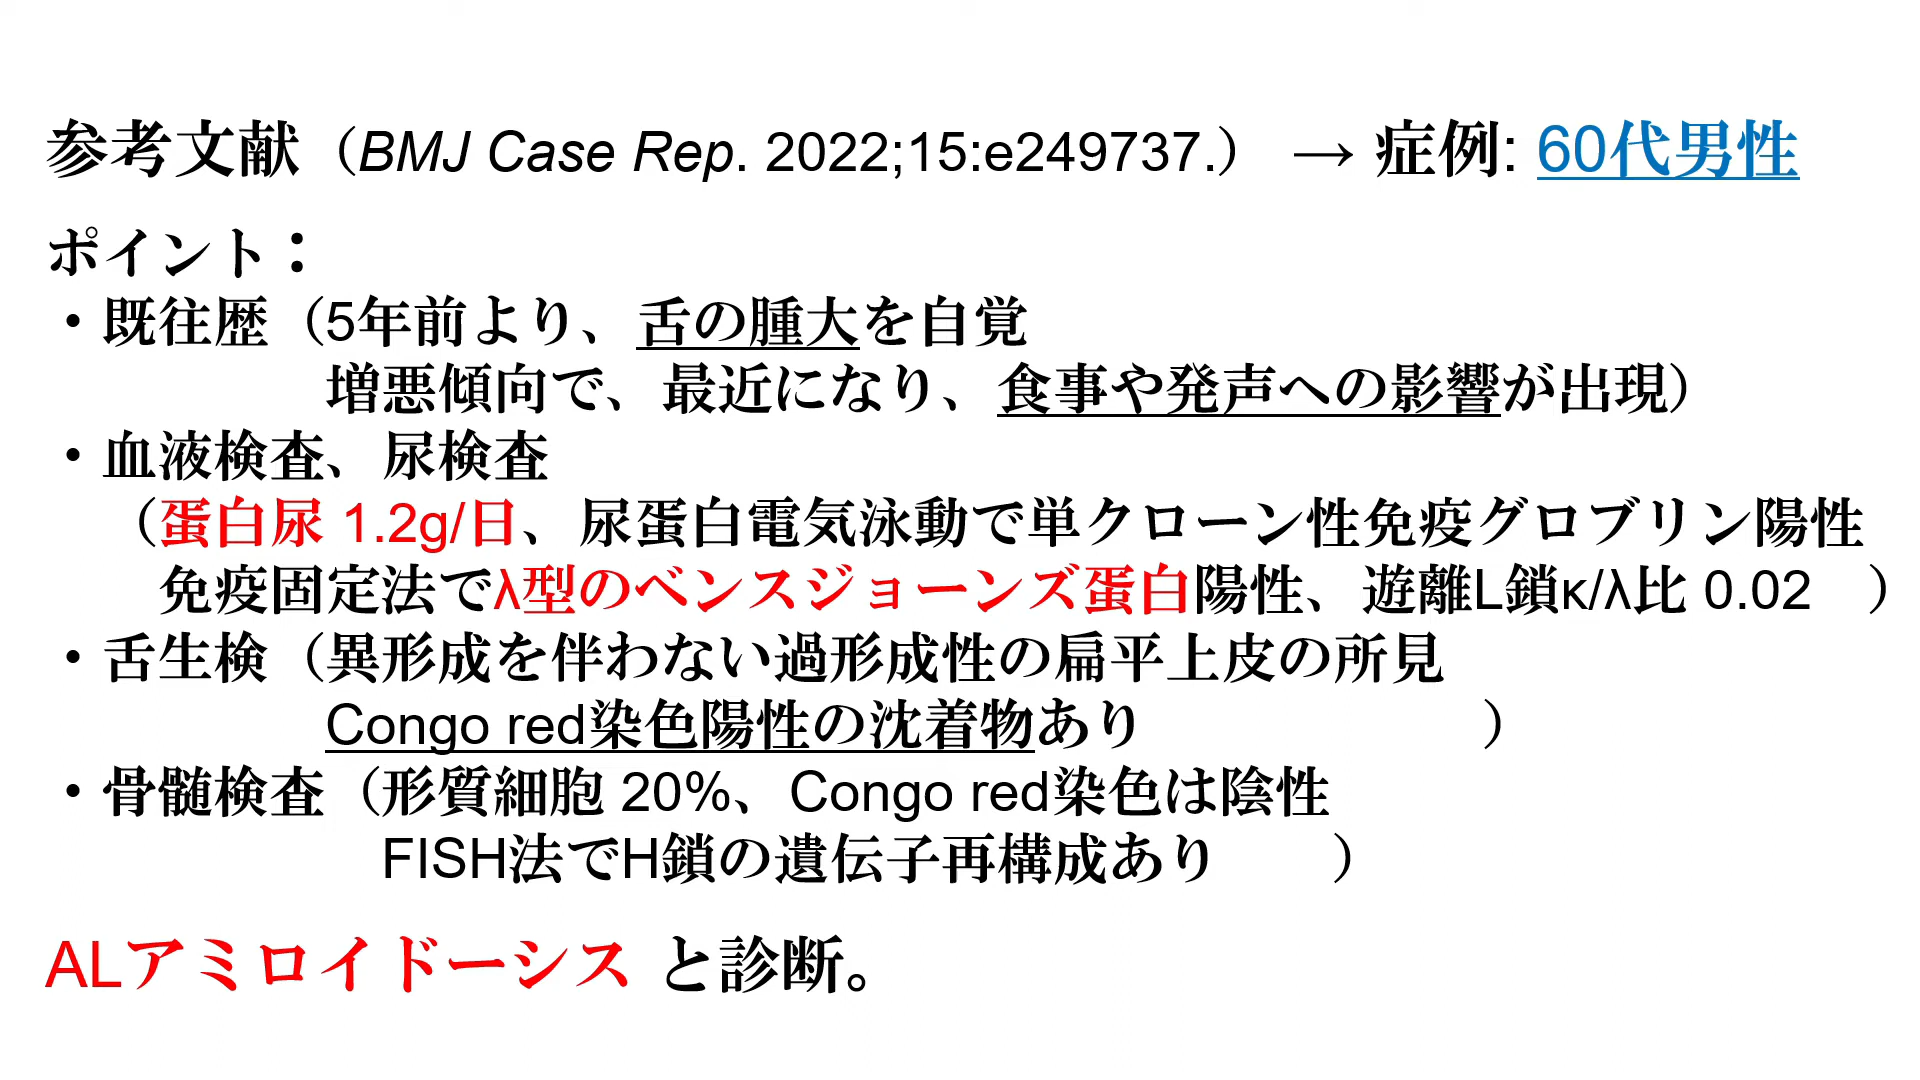 参考文献（BMJ Case Rep. 2022;15:e249737.） → 症例: 60代男性
ポイント：
・既往歴（5年前より、舌の腫大を自覚
増悪傾向で、最近になり、食事や発声への影響が出現）
・血液検査、尿検査
（蛋白尿 1.2g/日、尿蛋白電気泳動で単クローン性免疫グロブリン陽性
免疫固定法でλ型のベンスジョーンズ蛋白陽性、遊離L鎖κ/λ比 0.02 ）
・舌生検（異形成を伴わない過形成性の扁平上皮の所見
Congo red染色陽性の沈着物あり ）
・骨髄検査（形質細胞 20%、Congo red染色は陰性
FISH法でH鎖の遺伝子再構成あり ）
ALアミロイドーシス と診断。